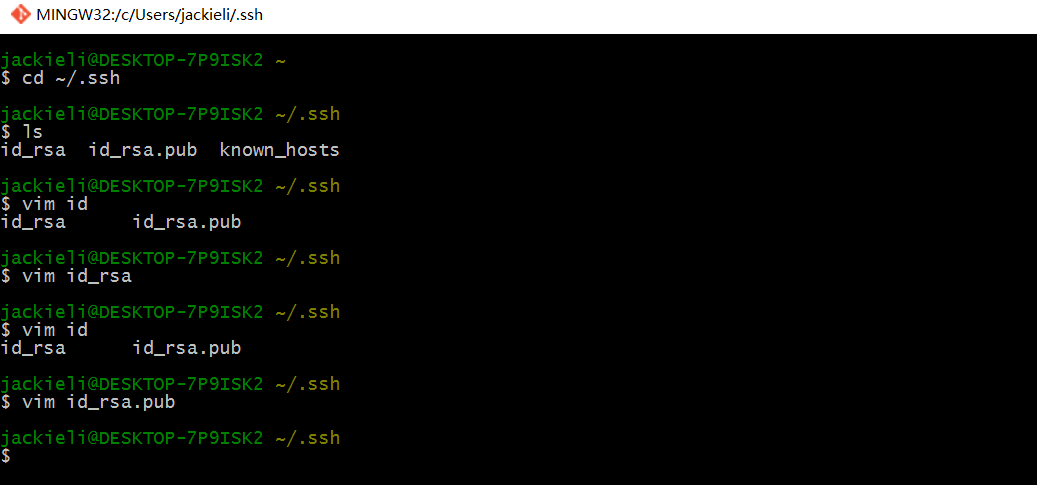 MINGW32:/c/Users/jackieli/.ssh
jackieli@DESKTOP-7P9ISK2 ~
$ cd ~/.ssh
jackieli@DESKTOP-7P9ISK2 ~/.ssh
$ ls
id_rsa  id_rsa.pub  known_hosts
jackieli@DESKTOP-7P9ISK2 ~/.ssh
$ vim id
id_rsa      id_rsa.pub
jackieli@DESKTOP-7P9ISK2 ~/.ssh
$ vim id_rsa
jackieli@DESKTOP-7P9ISK2 ~/.ssh
$ vim id
id_rsa      id_rsa.pub
jackieli@DESKTOP-7P9ISK2 ~/.ssh
$ vim id_rsa.pub
jackieli@DESKTOP-7P9ISK2 ~/.ssh
$